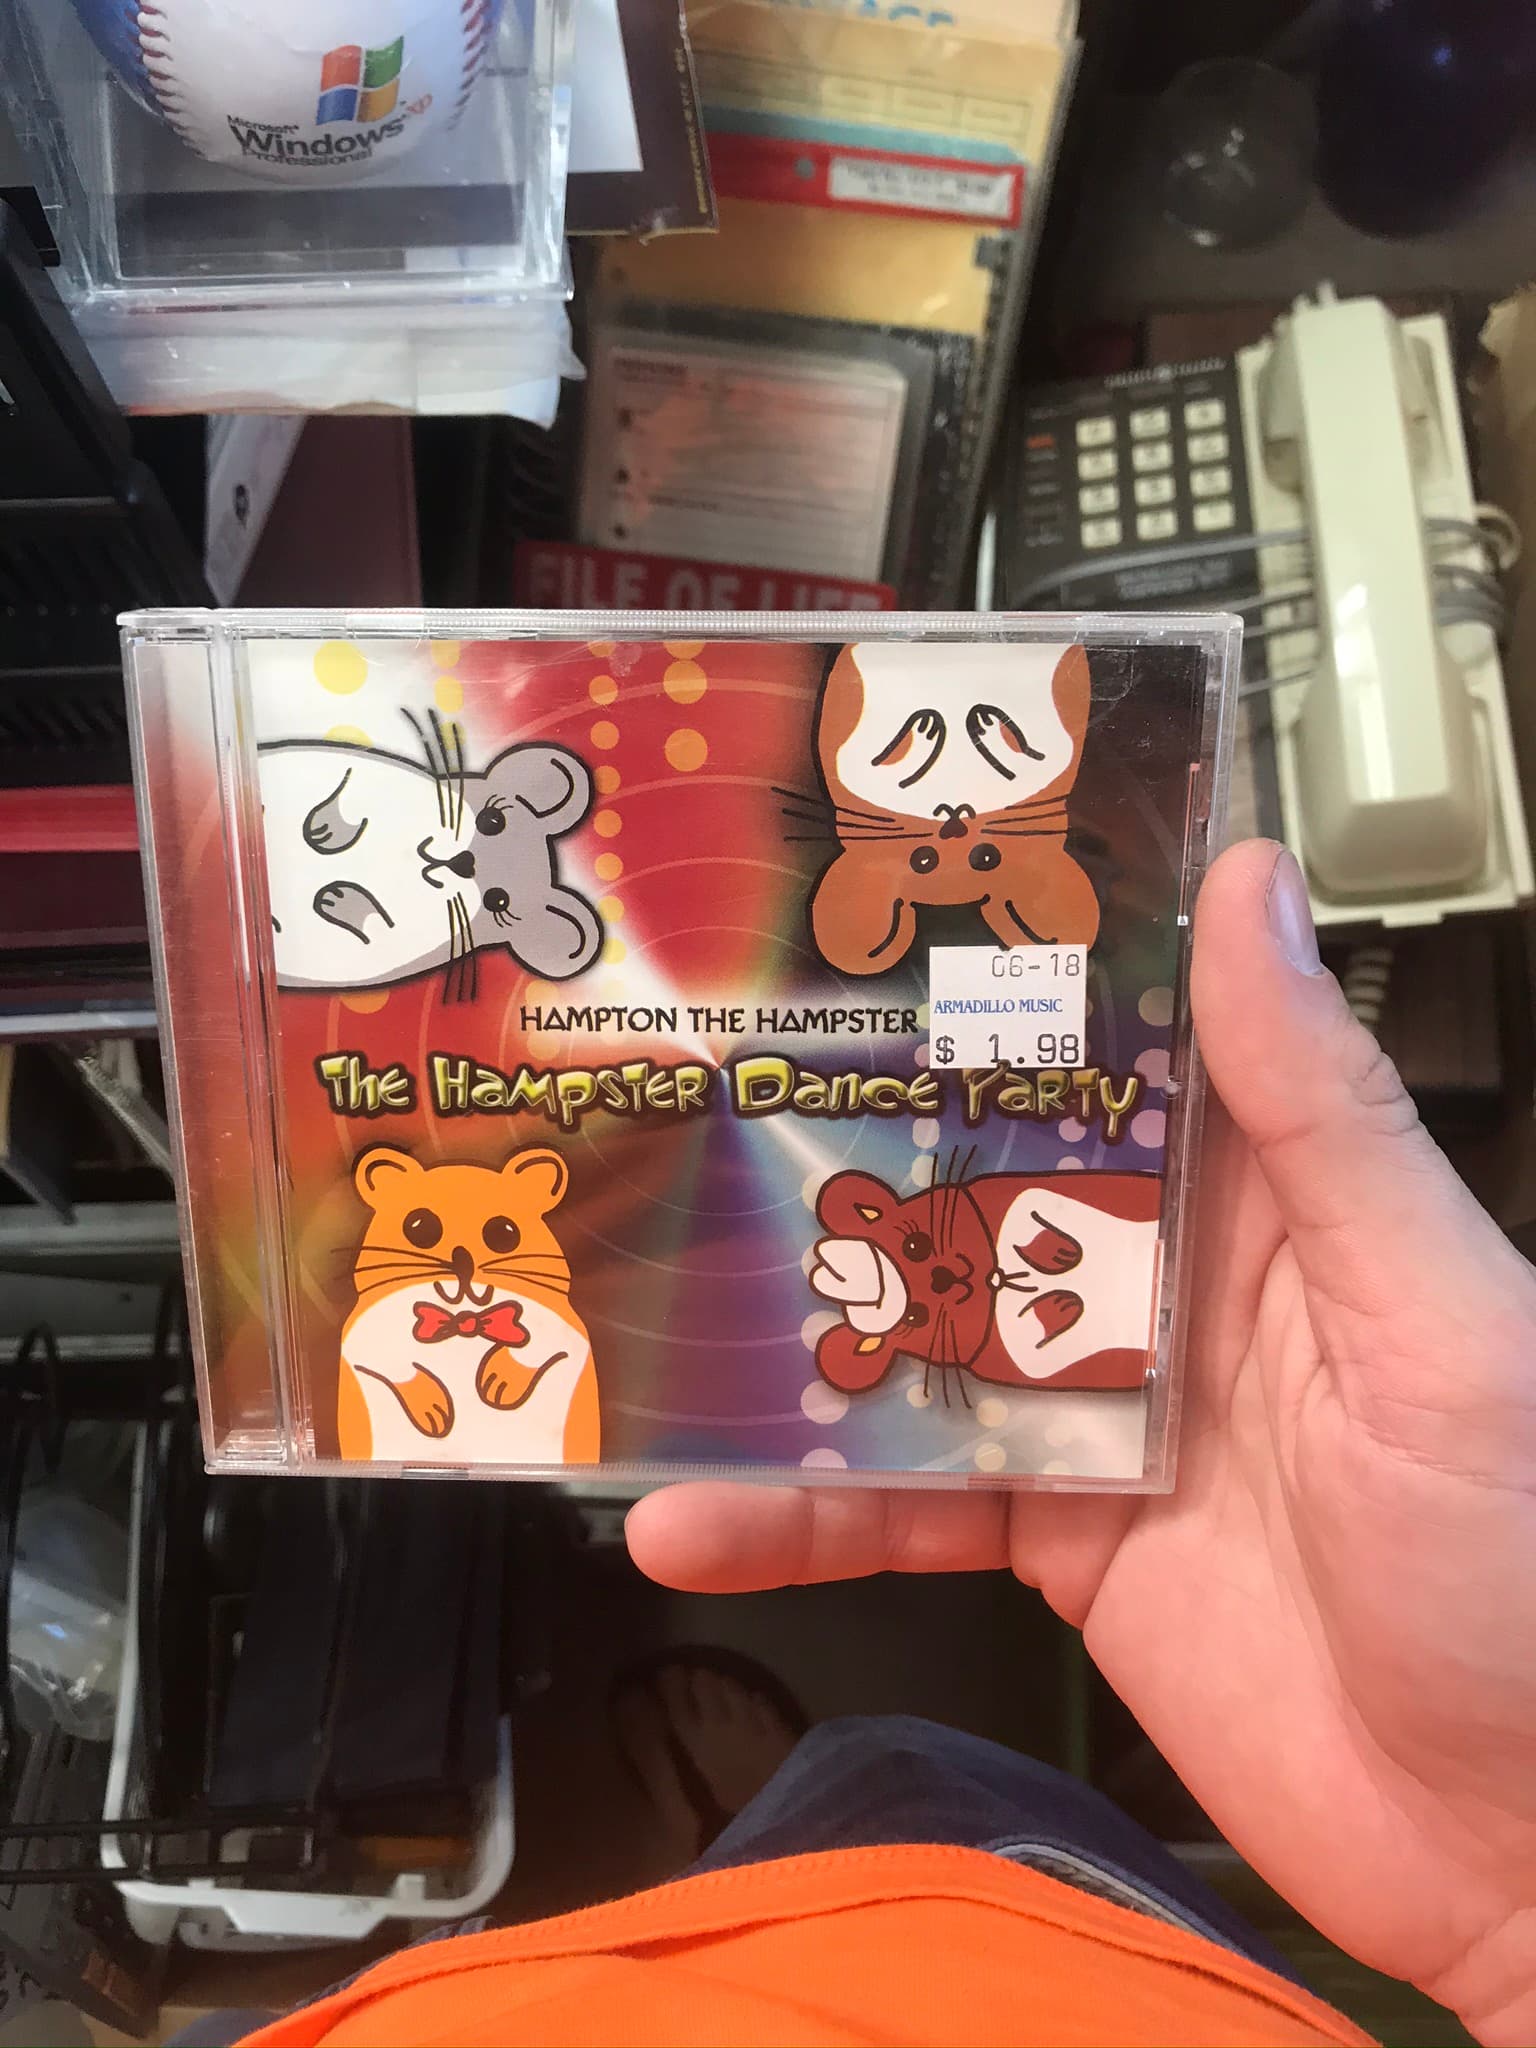 Microsoft®
Windows xp
Professional
FILE OF LIFE
06-18
ARMADILLO MUSIC
$ 1.98
HAMPTON THE HAMPSTER
The HAMPSTER DANCE PARTY